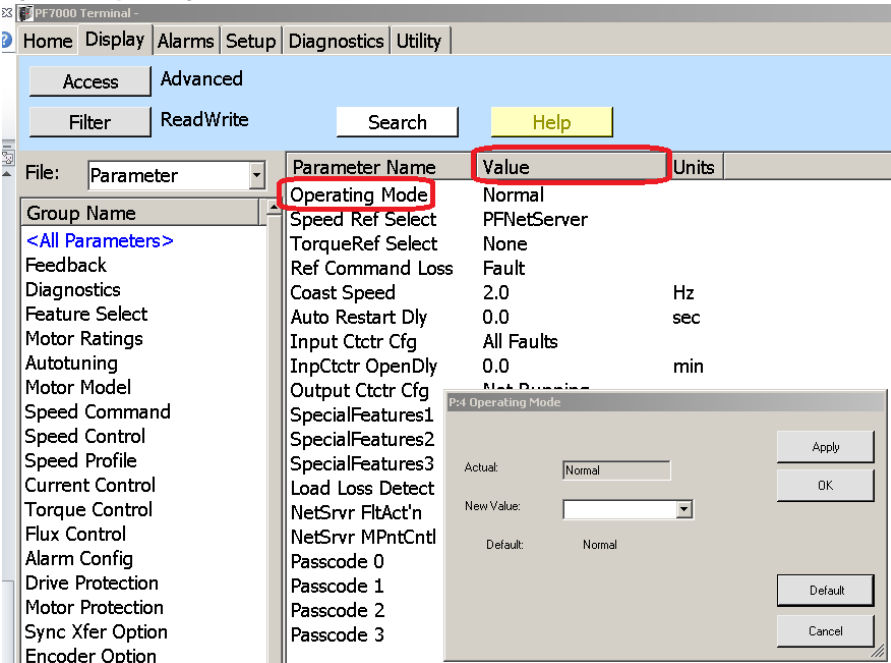 PF7000 Terminal -
Home Display Alarms Setup Diagnostics Utility
Access Advanced
Filter ReadWrite Search Help
File: Parameter
Group Name
<All Parameters>
Feedback
Diagnostics
Feature Select
Motor Ratings
Autotuning
Motor Model
Speed Command
Speed Control
Speed Profile
Current Control
Torque Control
Flux Control
Alarm Config
Drive Protection
Motor Protection
Sync Xfer Option
Encoder Option
Parameter Name Value Units
Operating Mode Normal
Speed Ref Select PFNetServer
TorqueRef Select None
Ref Command Loss Fault
Coast Speed 2.0 Hz
Auto Restart Dly 0.0 sec
Input Ctctr Cfg All Faults
InpCtctr OpenDly 0.0 min
Output Ctctr Cfg Not Running
SpecialFeatures1
SpecialFeatures2
SpecialFeatures3
Load Loss Detect
NetSrvr FltAct'n
NetSrvr MPntCntl
Passcode 0
Passcode 1
Passcode 2
Passcode 3
P:4 Operating Mode
Actual: Normal
New Value:
Default: Normal
Apply
OK
Default
Cancel